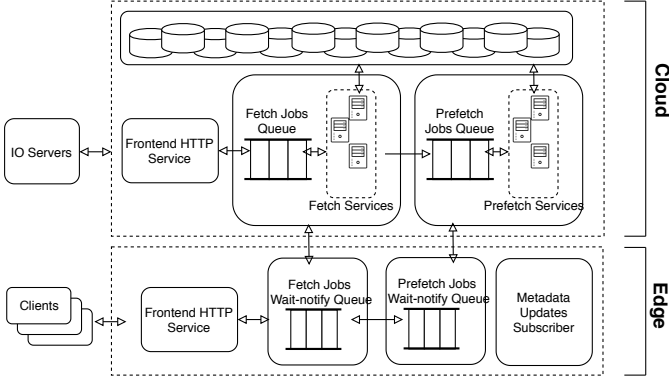 Cloud
Fetch Jobs
Queue
Prefetch
Jobs Queue
IO Servers
Frontend HTTP
Service
Fetch Services
Prefetch Services
Edge
Clients
Frontend HTTP
Service
Fetch Jobs
Wait-notify Queue
Prefetch Jobs
Wait-notify Queue
Metadata
Updates
Subscriber